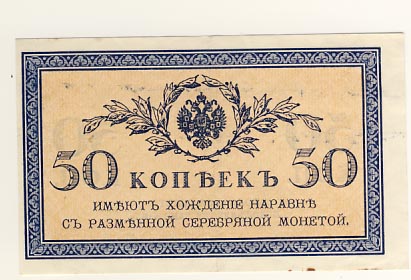 50 КОПѢЕКЪ 50
ИМѢЮТЪ ХОЖДЕНІЕ НАРАВНѢ
СЪ РАЗМѢННОЙ СЕРЕБРЯНОЙ МОНЕТОЙ.